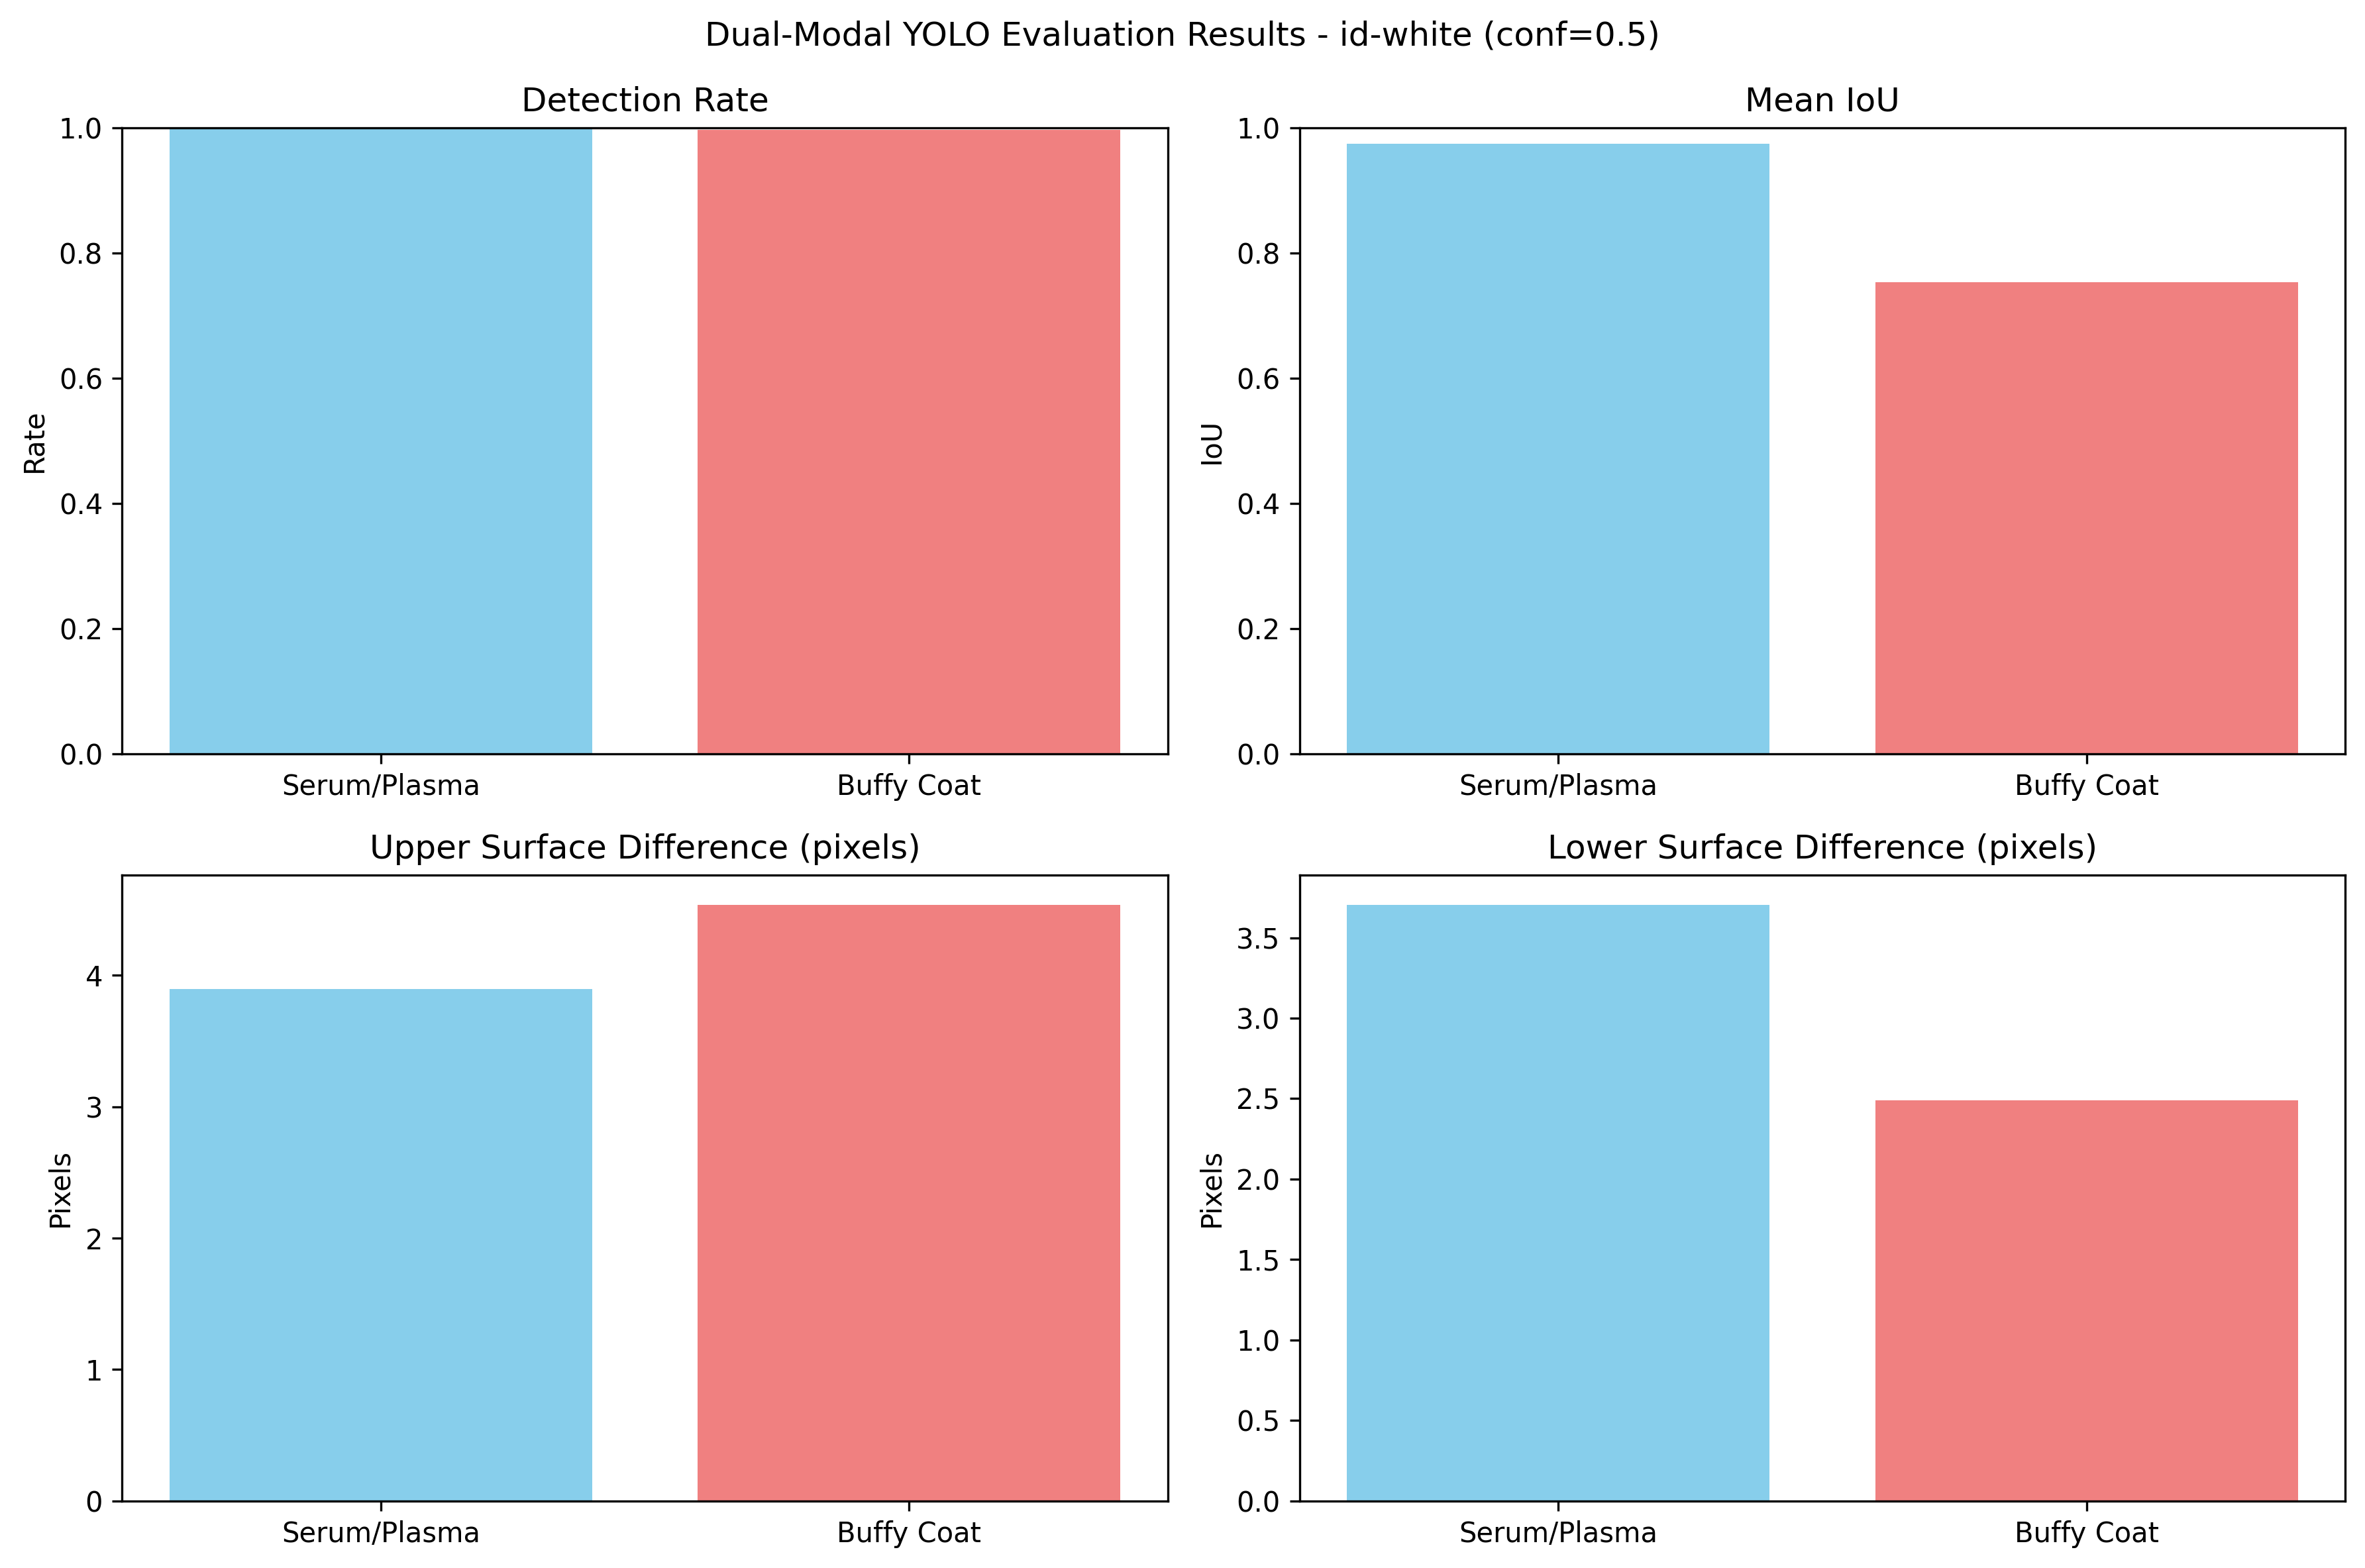 Dual-Modal YOLO Evaluation Results - id-white (conf=0.5)
Detection Rate
1.0
0.8
0.6
0.4
0.2
0.0
Rate
Serum/Plasma
Buffy Coat
Mean IoU
1.0
0.8
0.6
0.4
0.2
0.0
IoU
Serum/Plasma
Buffy Coat
Upper Surface Difference (pixels)
4
3
2
1
0
Pixels
Serum/Plasma
Buffy Coat
Lower Surface Difference (pixels)
3.5
3.0
2.5
2.0
1.5
1.0
0.5
0.0
Pixels
Serum/Plasma
Buffy Coat